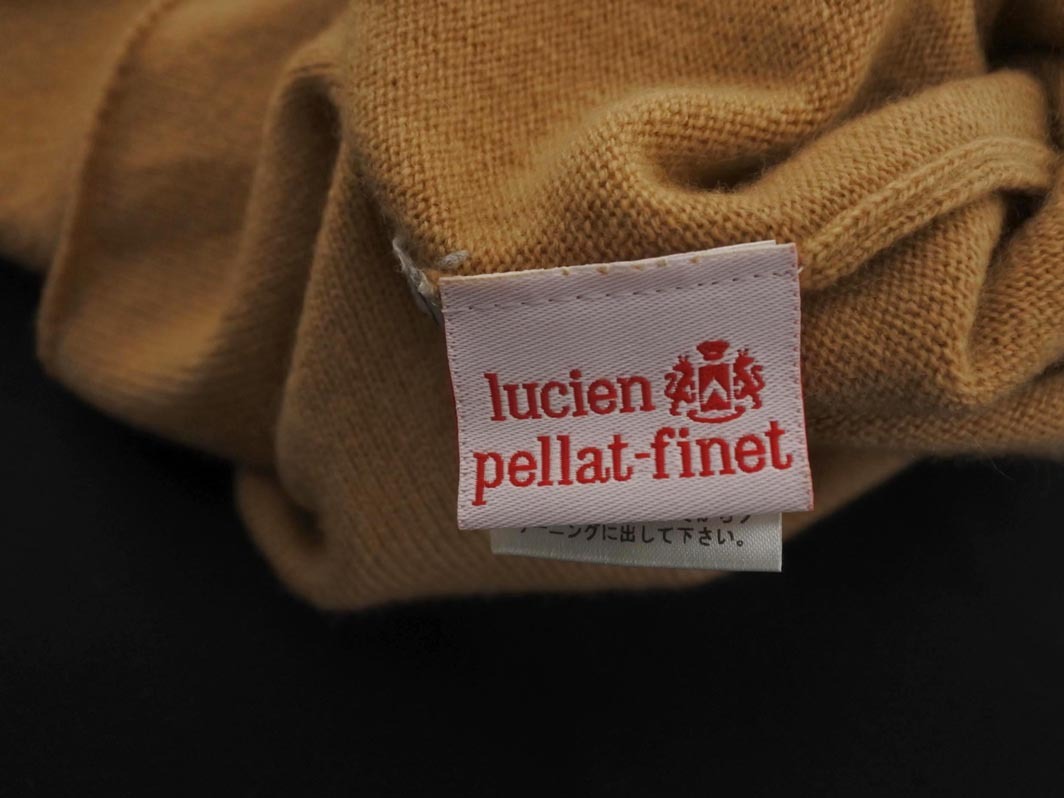 lucien
pellat-finet
ーニングに出して下さい。